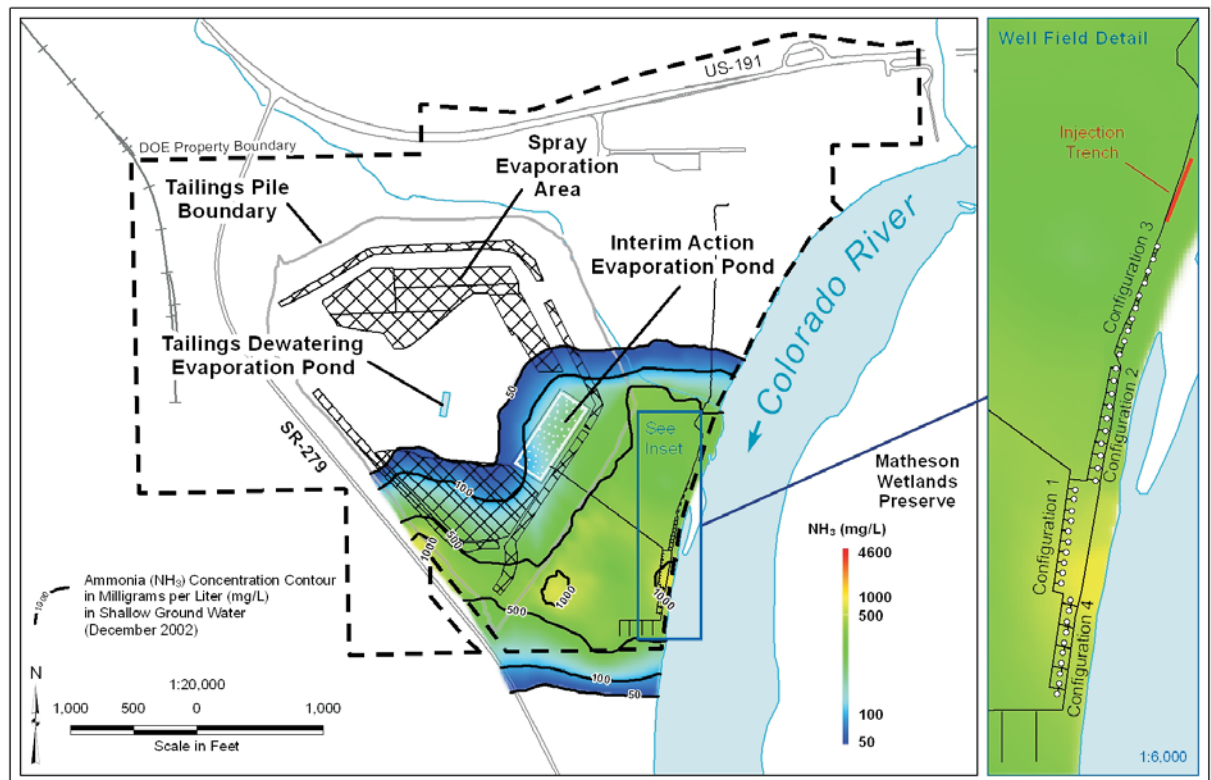 US-191
DOE Property Boundary
Spray
Evaporation
Area
Tailings Pile
Boundary
Interim Action
Evaporation Pond
Tailings Dewatering
Evaporation Pond
Colorado River
SR-279
See
Inset
Matheson
Wetlands
Preserve
50
100
500
1000
500
1000
1000
100
50
NH₃ (mg/L)
4600
1000
500
100
50
1000
Ammonia (NH₃) Concentration Contour
in Milligrams per Liter (mg/L)
in Shallow Ground Water
(December 2002)
N
1:20,000
1,000 500 0 1,000
Scale in Feet
Well Field Detail
Injection
Trench
Configuration 3
Configuration 2
Configuration 1
Configuration 4
1:6,000